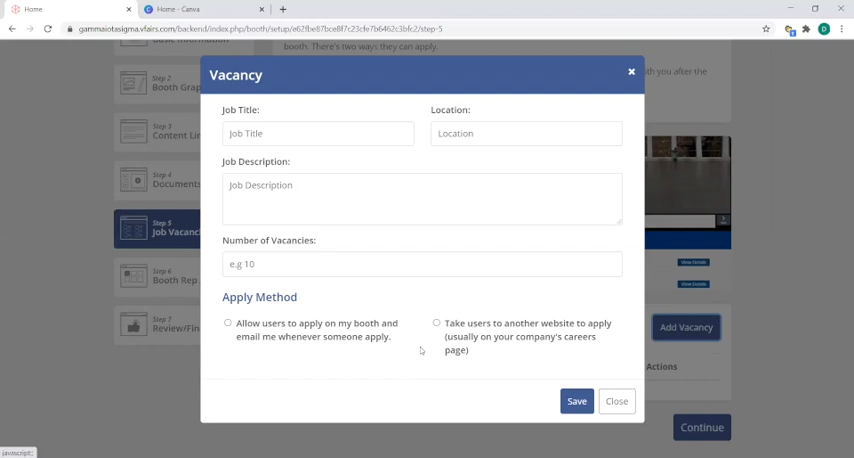 Home
Home - Canva
gammaiotasigma.vfairs.com/backend/index.php/booth/setup/e62fbe87bce8f7c23cfe7b6462c3bfc2/step-5
D
booth. There's two ways they can apply.
Step 2
Booth Grap
Step 3
Content Lin
Step 4
Documents
Step 5
Job Vacanci
Step 6
Booth Rep
Step 7
Review/Fin
Vacancy
Job Title:
Location:
Job Title
Location
Job Description:
Job Description
Number of Vacancies:
e.g 10
Apply Method
Allow users to apply on my booth and
email me whenever someone apply.
Take users to another website to apply
(usually on your company's careers
page)
Save
Close
th you after the
View Details
View Details
Add Vacancy
Actions
Continue
javascript:;